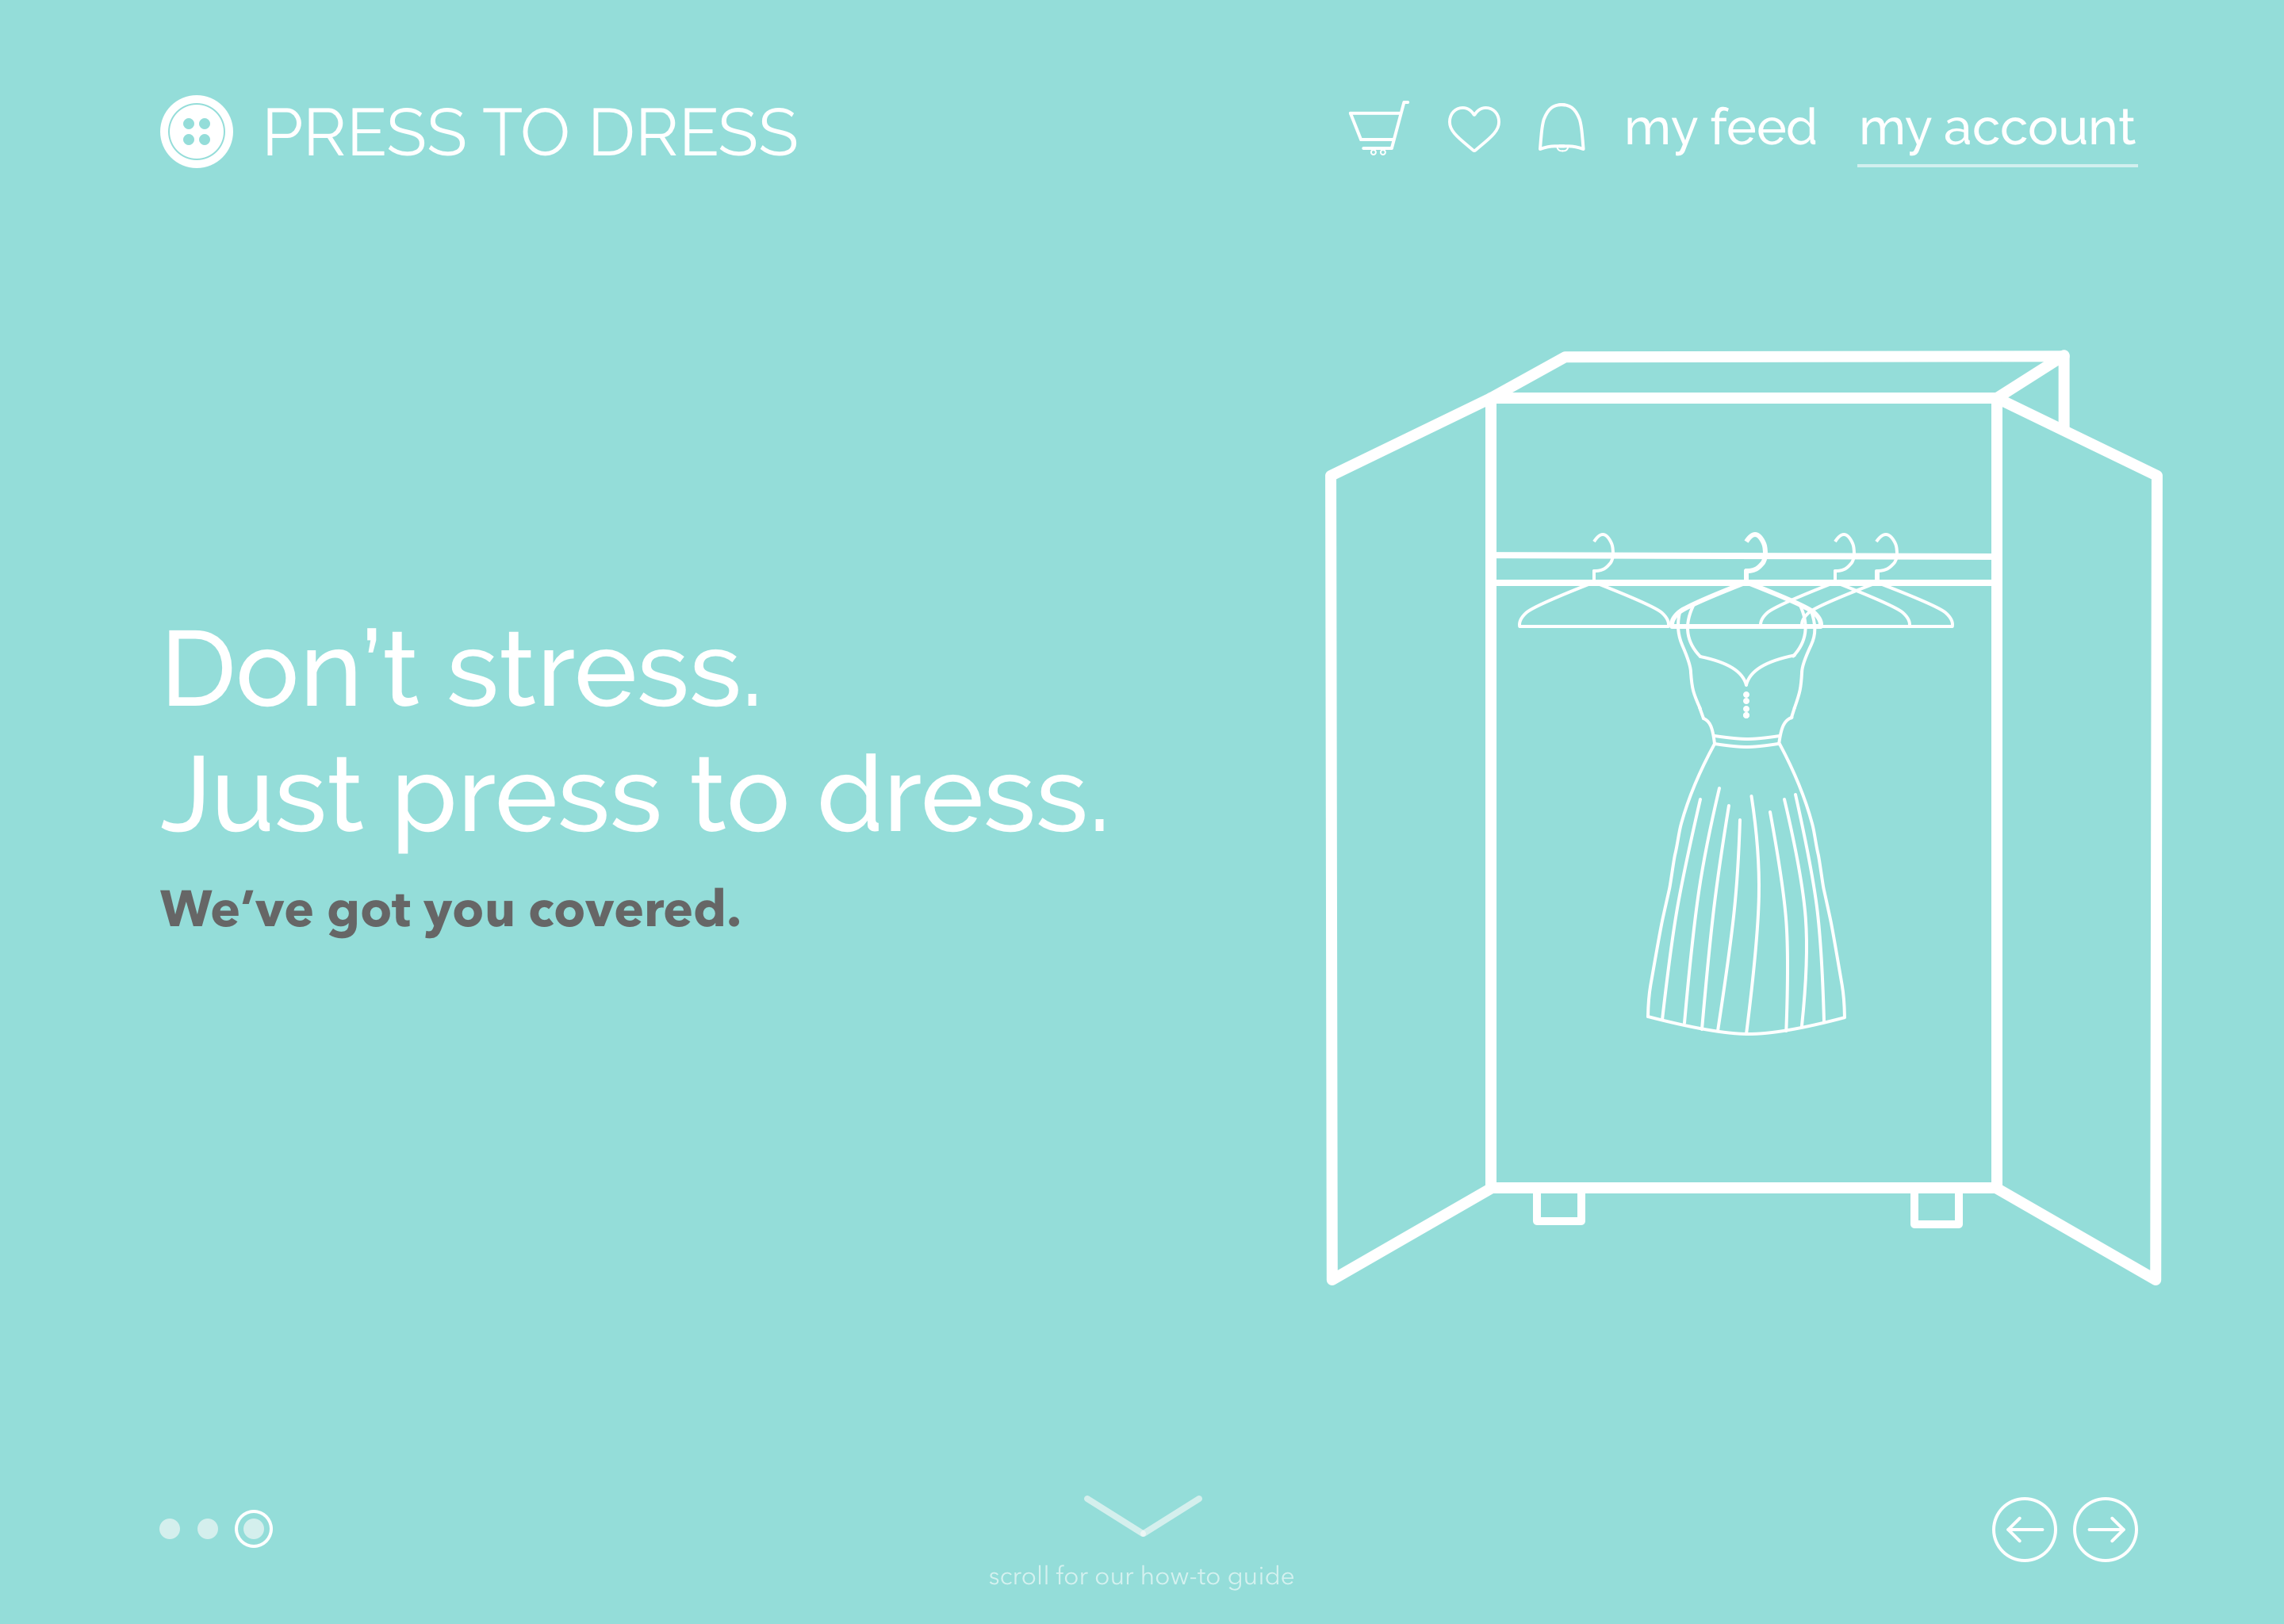 PRESS TO DRESS
my feed my account
Don't stress.
Just press to dress.
We've got you covered.
scroll for our how-to guide